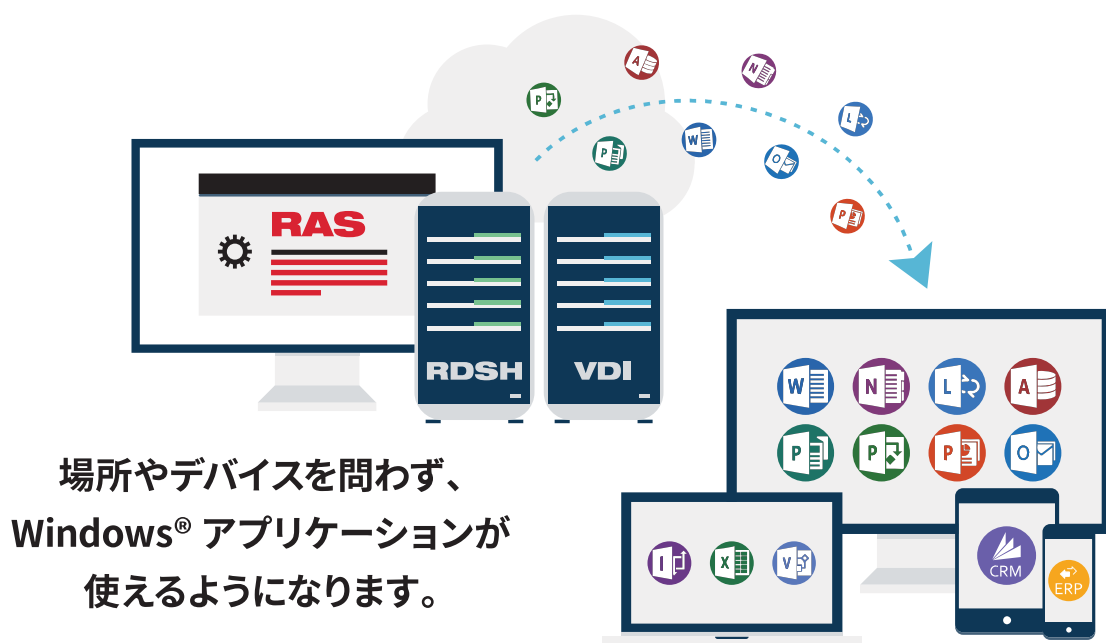 RAS
RDSH
VDI
A
N
P
L
W
P
O
P
W
N
L
A
P
P
P
O
I
X
V
CRM
ERP
場所やデバイスを問わず、
Windows® アプリケーションが
使えるようになります。